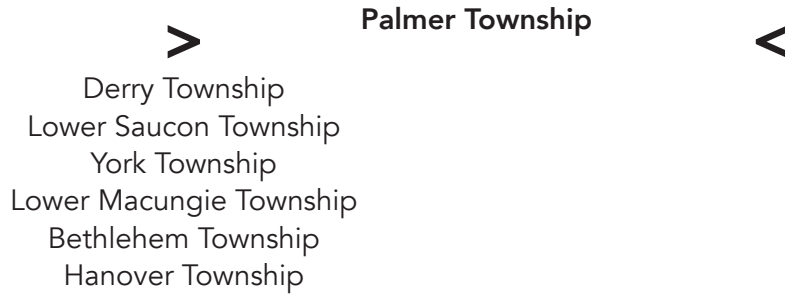 Palmer Township
> <
Derry Township
Lower Saucon Township
York Township
Lower Macungie Township
Bethlehem Township
Hanover Township